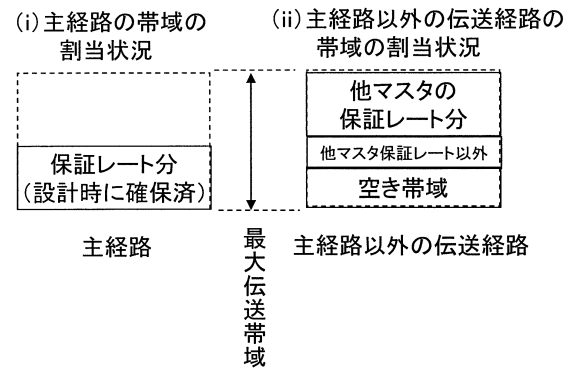 (i)主経路の帯域の
割当状況
保証レート分
(設計時に確保済)
主経路
最大伝送帯域
(ii)主経路以外の伝送経路の
帯域の割当状況
他マスタの
保証レート分
他マスタ保証レート以外
空き帯域
主経路以外の伝送経路